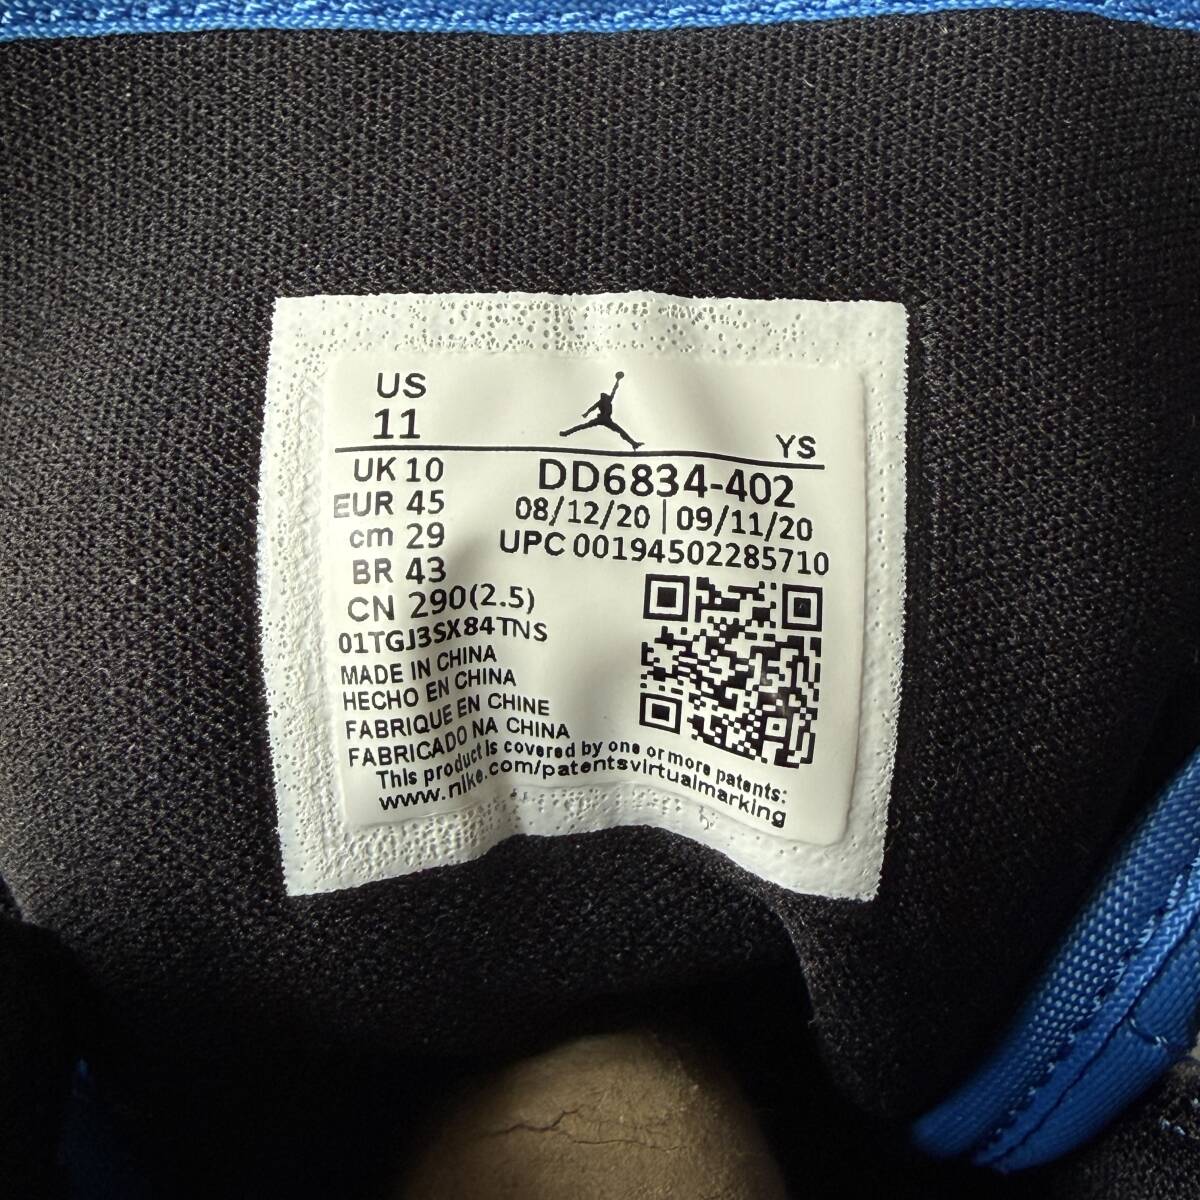 US
11
YS
UK 10
EUR 45
cm 29
BR 43
CN 290(2.5)
DD6834-402
08/12/20 | 09/11/20
UPC 00194502285710
01TGJ3SX84TNS
MADE IN CHINA
HECHO EN CHINA
FABRIQUE EN CHINE
FABRICADO NA CHINA
This product is covered by one or more patents:
www.nike.com/patentsvirtualmarking